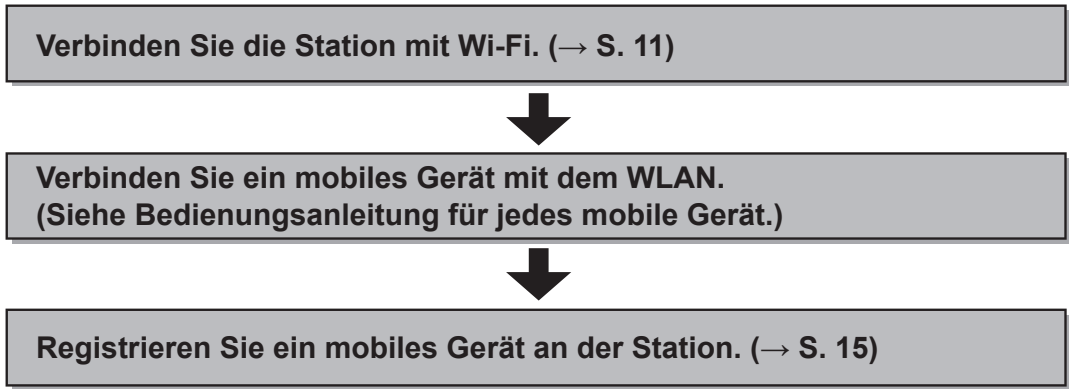 Verbinden Sie die Station mit Wi-Fi. (→ S. 11)
Verbinden Sie ein mobiles Gerät mit dem WLAN.
(Siehe Bedienungsanleitung für jedes mobile Gerät.)
Registrieren Sie ein mobiles Gerät an der Station. (→ S. 15)